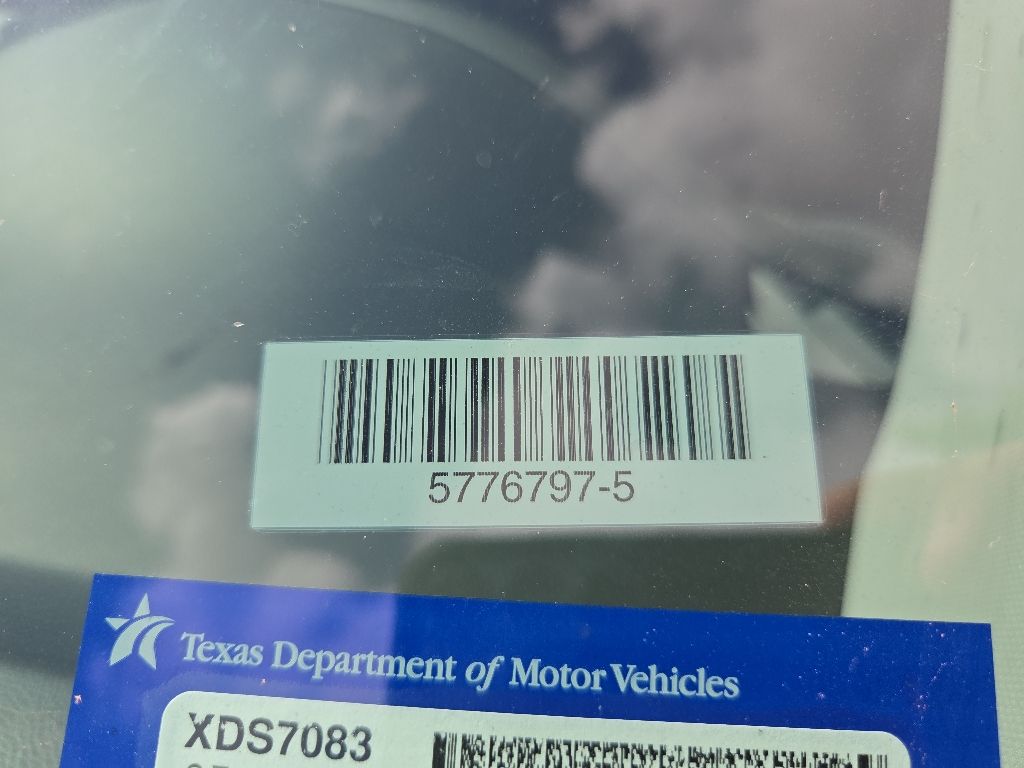 5776797-5
Texas Department of Motor Vehicles
XDS7083